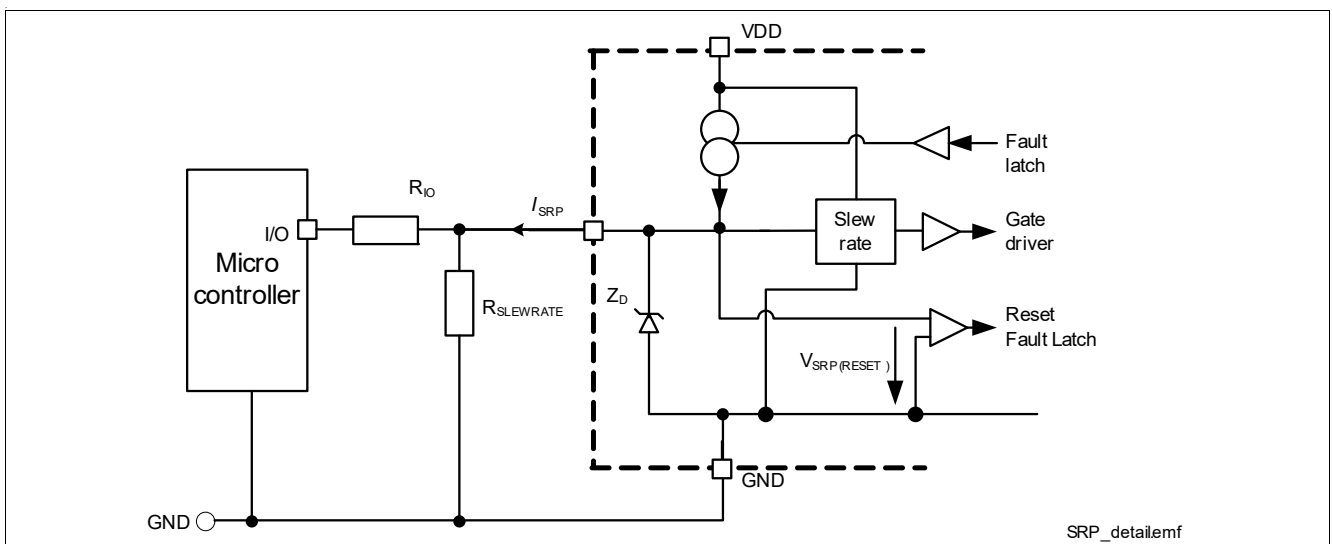 VDD
Fault
latch
R_IO
I_SRP
I/O
Micro
controller
Slew
rate
Gate
driver
Z_D
R_SLEWRATE
Reset
Fault Latch
V_SRP(RESET )
GND
GND
SRP_detail.emf